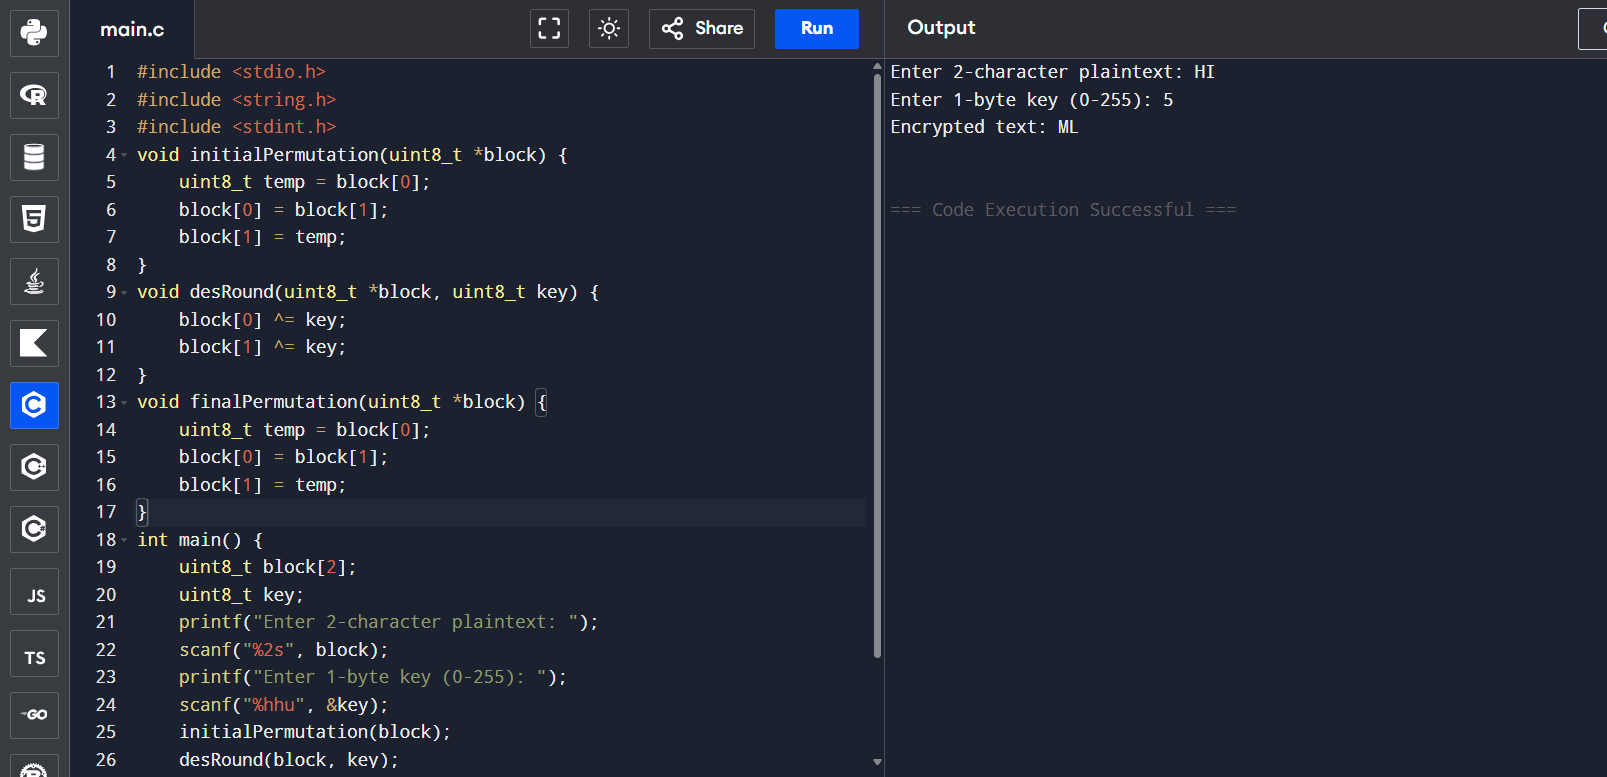 main.c
Share
Run
Output
1 #include <stdio.h>
2 #include <string.h>
3 #include <stdint.h>
4 void initialPermutation(uint8_t *block) {
5 uint8_t temp = block[0];
6 block[0] = block[1];
7 block[1] = temp;
8 }
9 void desRound(uint8_t *block, uint8_t key) {
10 block[0] ^= key;
11 block[1] ^= key;
12 }
13 void finalPermutation(uint8_t *block) {
14 uint8_t temp = block[0];
15 block[0] = block[1];
16 block[1] = temp;
17 }
18 int main() {
19 uint8_t block[2];
20 uint8_t key;
21 printf("Enter 2-character plaintext: ");
22 scanf("%2s", block);
23 printf("Enter 1-byte key (0-255): ");
24 scanf("%hhu", &key);
25 initialPermutation(block);
26 desRound(block, key);
Enter 2-character plaintext: HI
Enter 1-byte key (0-255): 5
Encrypted text: ML
=== Code Execution Successful ===
JS
TS
GO